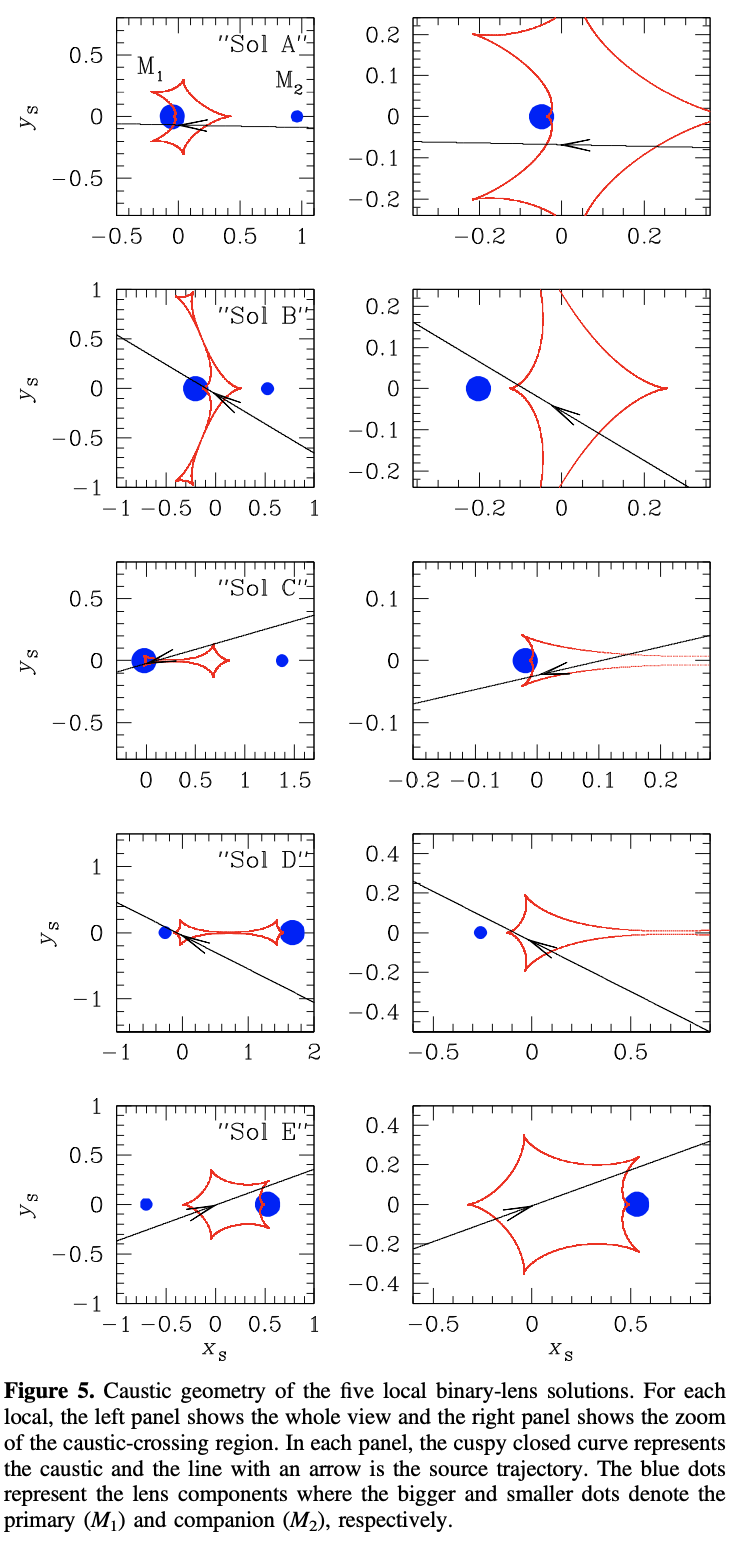 "Sol A"
M1 M2
ys
0.5
0
−0.5
−0.5 0 0.5 1
0.2
0.1
0
−0.1
−0.2
−0.2 0 0.2
"Sol B"
ys
1
0.5
0
−0.5
−1
−1 −0.5 0 0.5 1
0.2
0.1
0
−0.1
−0.2
−0.2 0 0.2
"Sol C"
ys
0.5
0
−0.5
0 0.5 1 1.5
0.1
0
−0.1
−0.2 −0.1 0 0.1 0.2
"Sol D"
ys
1
0
−1
−1 0 1 2
0.4
0.2
0
−0.2
−0.4
−0.5 0 0.5
"Sol E"
ys
1
0.5
0
−0.5
−1
−1 −0.5 0 0.5 1
xs
0.4
0.2
0
−0.2
−0.4
−0.5 0 0.5
xs
Figure 5. Caustic geometry of the five local binary-lens solutions. For each
local, the left panel shows the whole view and the right panel shows the zoom
of the caustic-crossing region. In each panel, the cuspy closed curve represents
the caustic and the line with an arrow is the source trajectory. The blue dots
represent the lens components where the bigger and smaller dots denote the
primary (M1) and companion (M2), respectively.